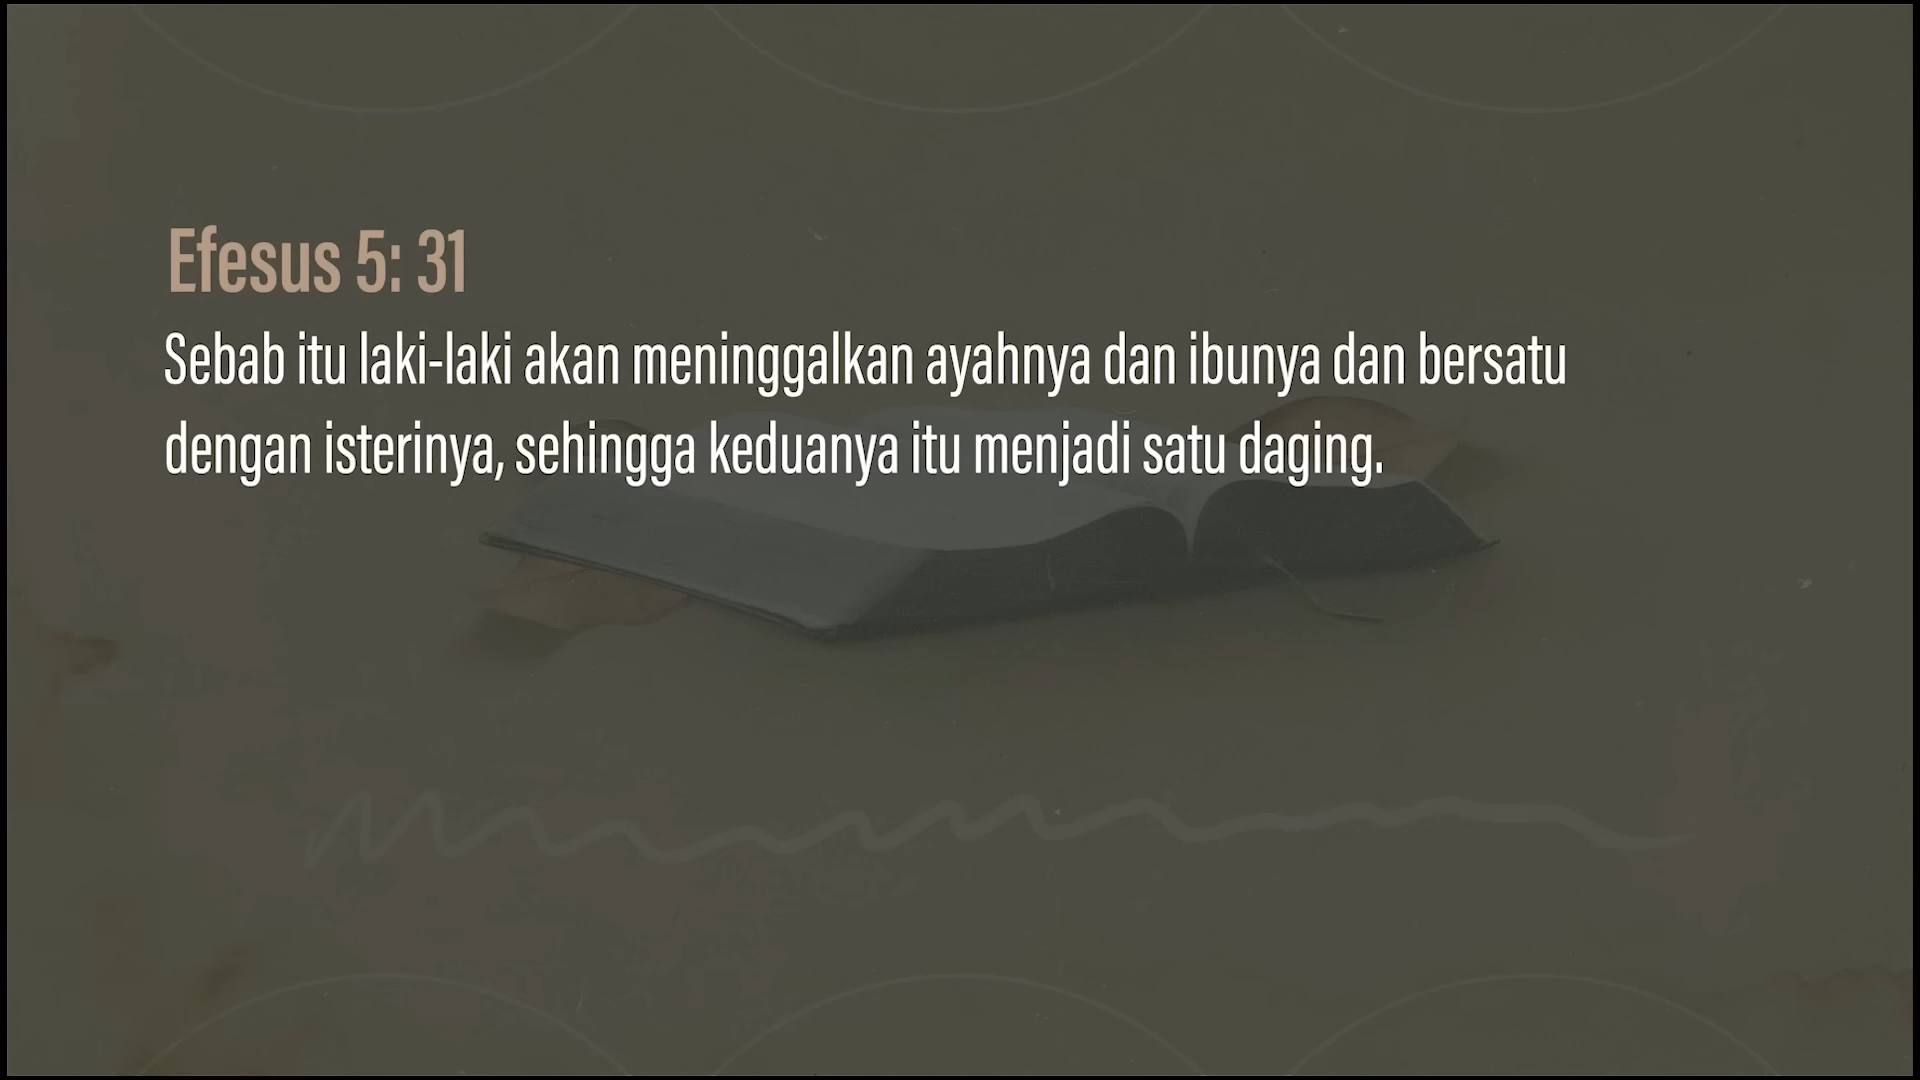 Efesus 5: 31
Sebab itu laki-laki akan meninggalkan ayahnya dan ibunya dan bersatu
dengan isterinya, sehingga keduanya itu menjadi satu daging.